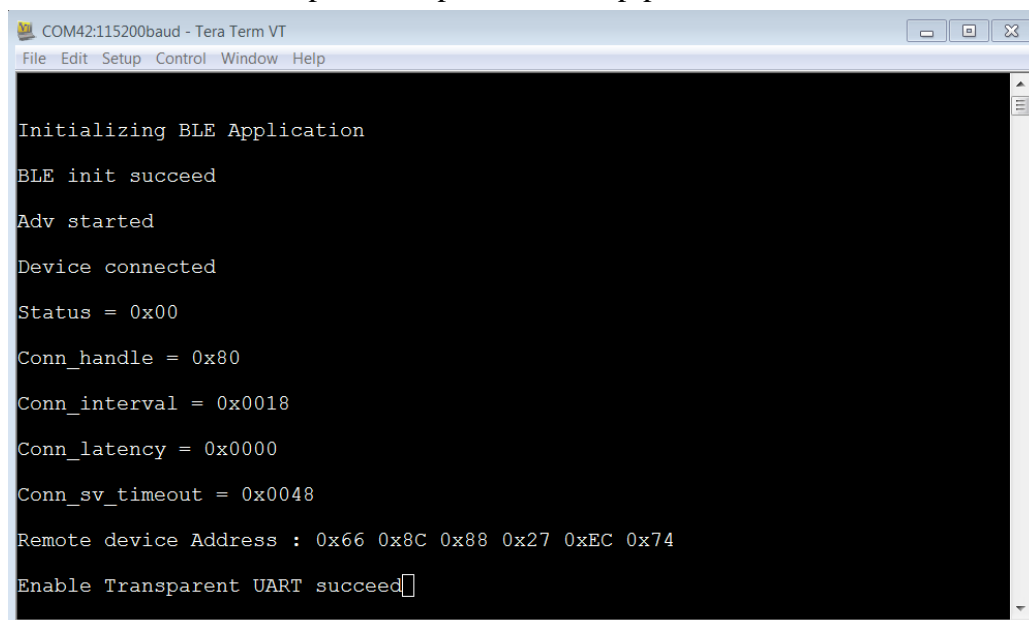 COM42:115200baud - Tera Term VT
File Edit Setup Control Window Help
Initializing BLE Application
BLE init succeed
Adv started
Device connected
Status = 0x00
Conn_handle = 0x80
Conn_interval = 0x0018
Conn_latency = 0x0000
Conn_sv_timeout = 0x0048
Remote device Address : 0x66 0x8C 0x88 0x27 0xEC 0x74
Enable Transparent UART succeed